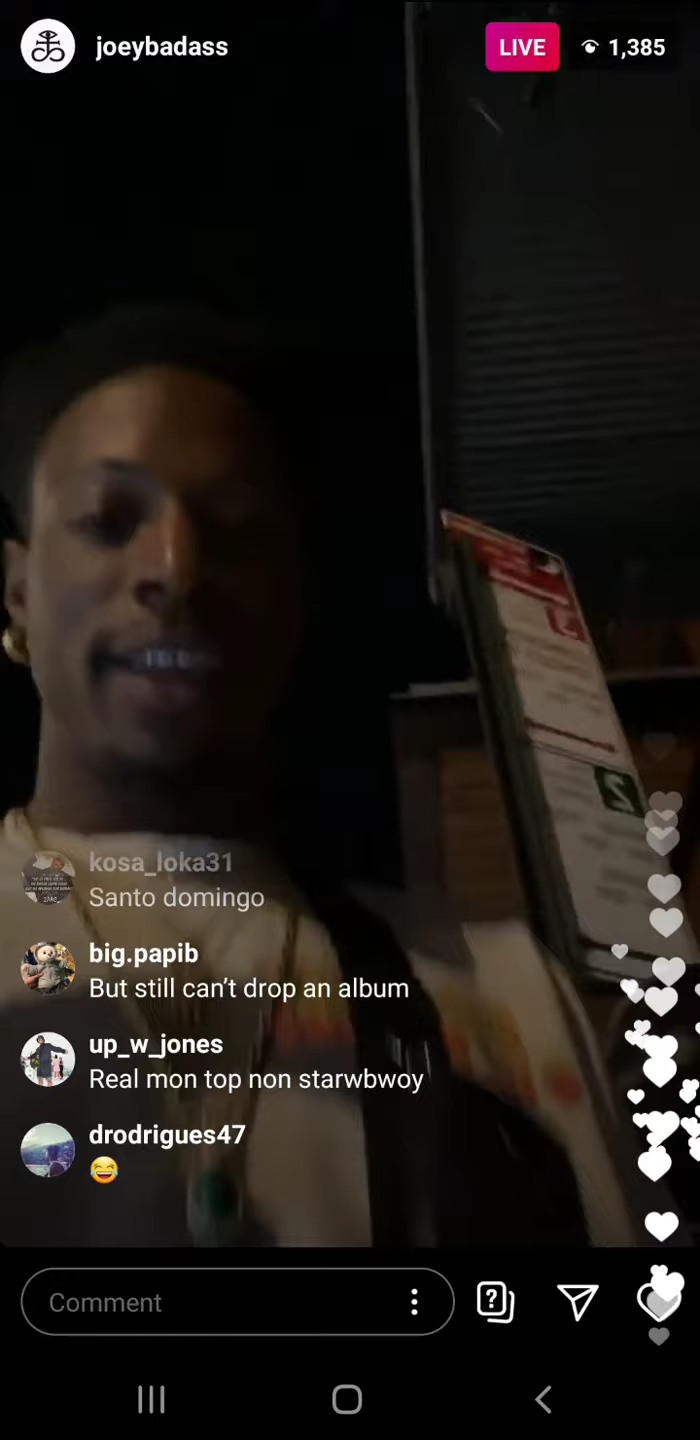 joeybadass
LIVE
1,385
kosa_loka31
Santo domingo
big.papib
But still can’t drop an album
up_w_jones
Real mon top non starwbwoy
drodrigues47
😂
Comment